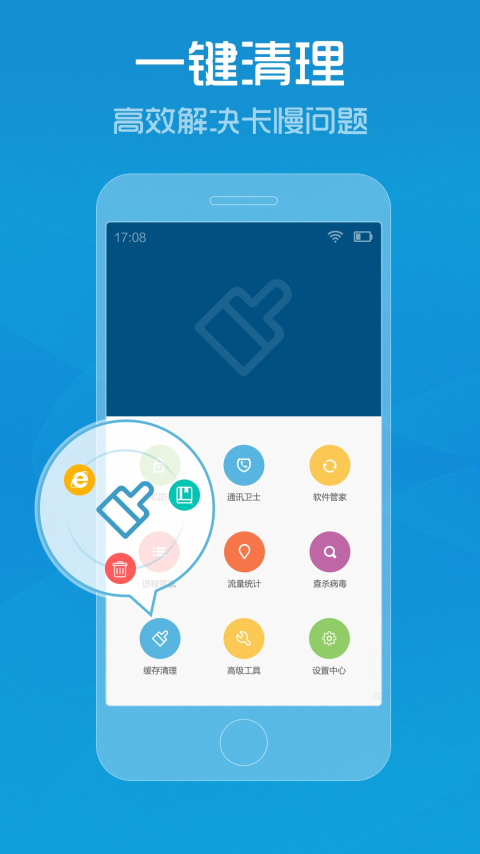 一键清理
高效解决卡慢问题
17:08
通讯卫士
软件管家
进程管家
流量统计
查杀病毒
缓存清理
高级工具
设置中心